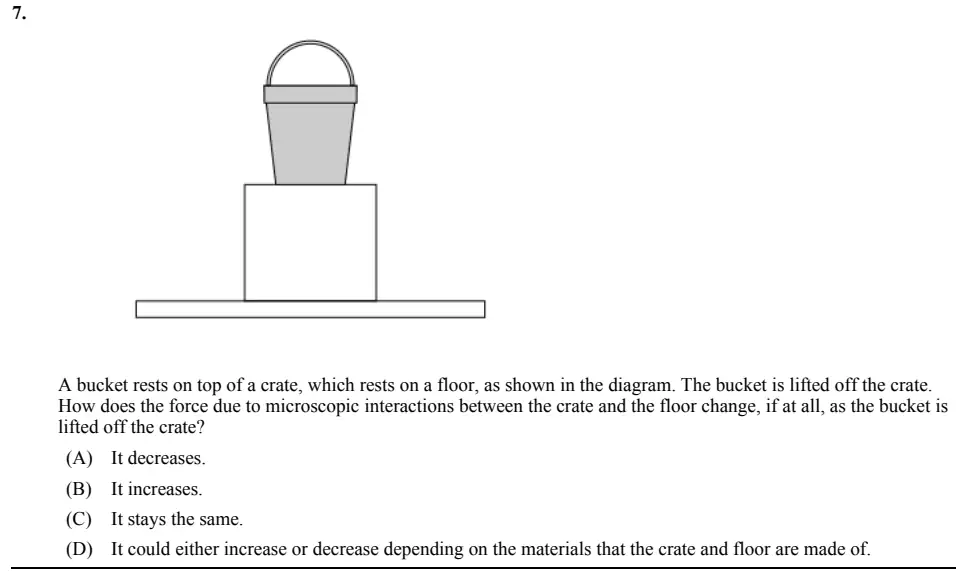 7.
A bucket rests on top of a crate, which rests on a floor, as shown in the diagram. The bucket is lifted off the crate.
How does the force due to microscopic interactions between the crate and the floor change, if at all, as the bucket is
lifted off the crate?
(A) It decreases.
(B) It increases.
(C) It stays the same.
(D) It could either increase or decrease depending on the materials that the crate and floor are made of.